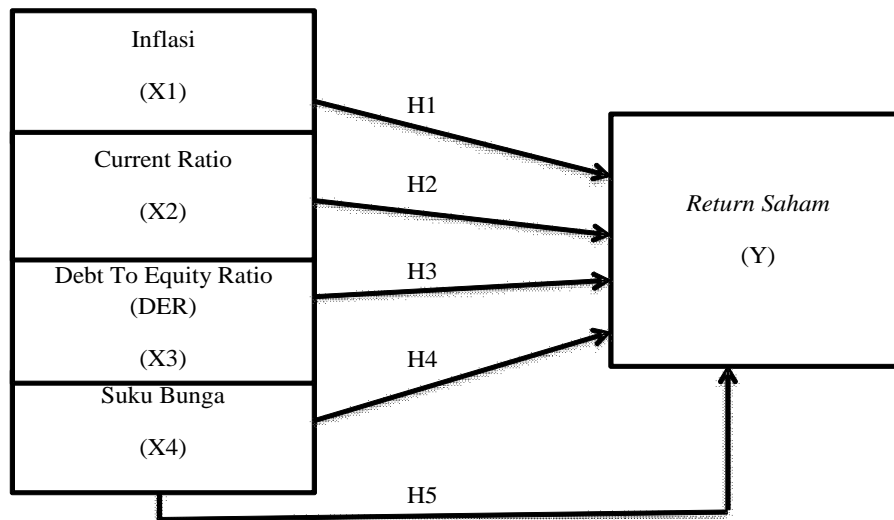 Inflasi
(X1)
Current Ratio
(X2)
Debt To Equity Ratio
(DER)
(X3)
Suku Bunga
(X4)
H1
H2
H3
H4
H5
Return Saham
(Y)